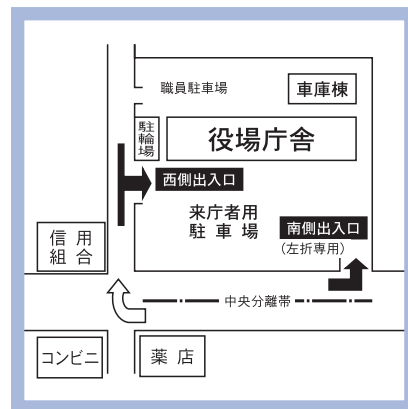 職員駐車場
車庫棟
駐輪場
役場庁舎
西側出入口
来庁者用
駐車場
南側出入口
(左折専用)
信用
組合
中央分離帯
コンビニ
薬店